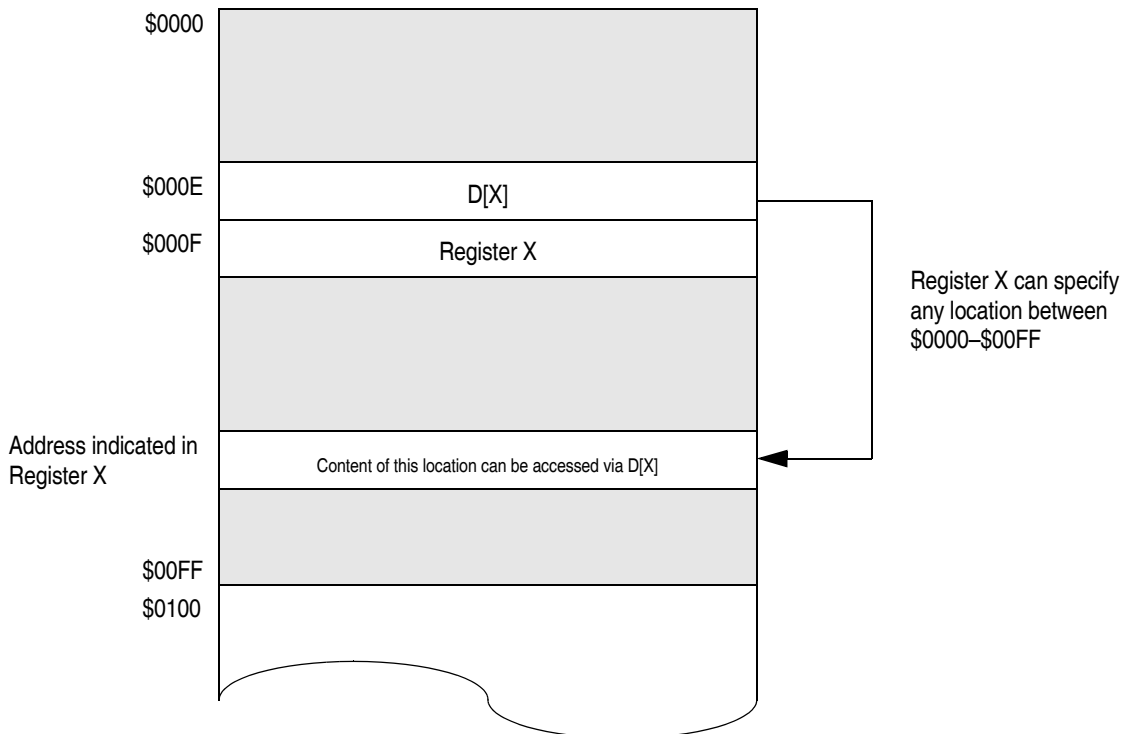 $0000
$000E
D[X]
$000F
Register X
Register X can specify
any location between
$0000–$00FF
Address indicated in
Register X
Content of this location can be accessed via D[X]
$00FF
$0100